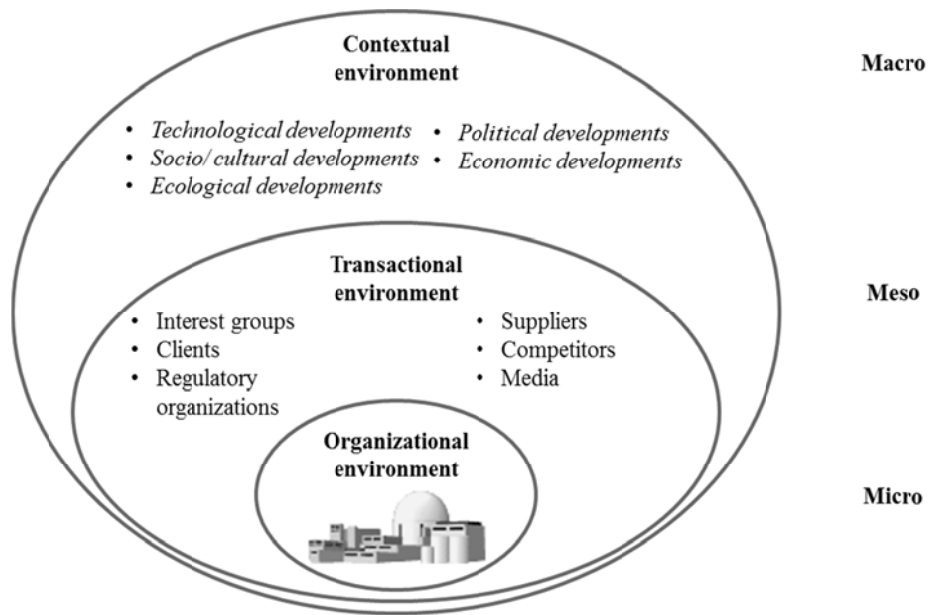 Contextual
environment
Macro
• Technological developments
• Socio/ cultural developments
• Ecological developments
• Political developments
• Economic developments
Transactional
environment
Meso
• Interest groups
• Clients
• Regulatory
organizations
• Suppliers
• Competitors
• Media
Organizational
environment
Micro